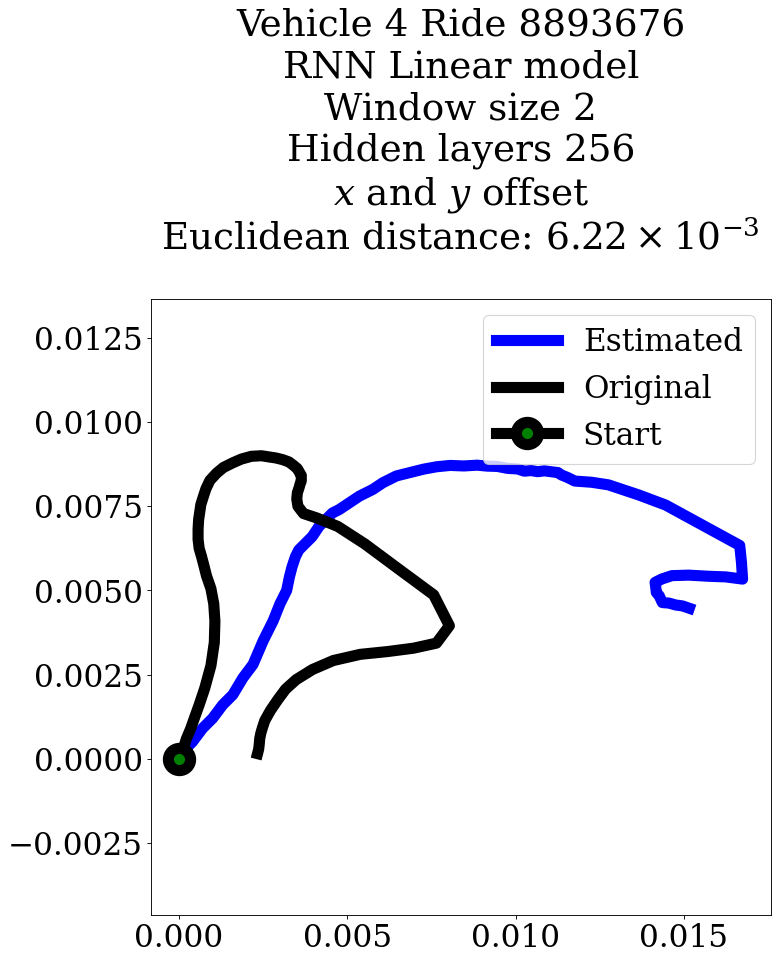 Vehicle 4 Ride 8893676
RNN Linear model
Window size 2
Hidden layers 256
x and y offset
Euclidean distance: 6.22 × 10⁻³
Estimated
Original
Start
0.0125
0.0100
0.0075
0.0050
0.0025
0.0000
−0.0025
0.000 0.005 0.010 0.015